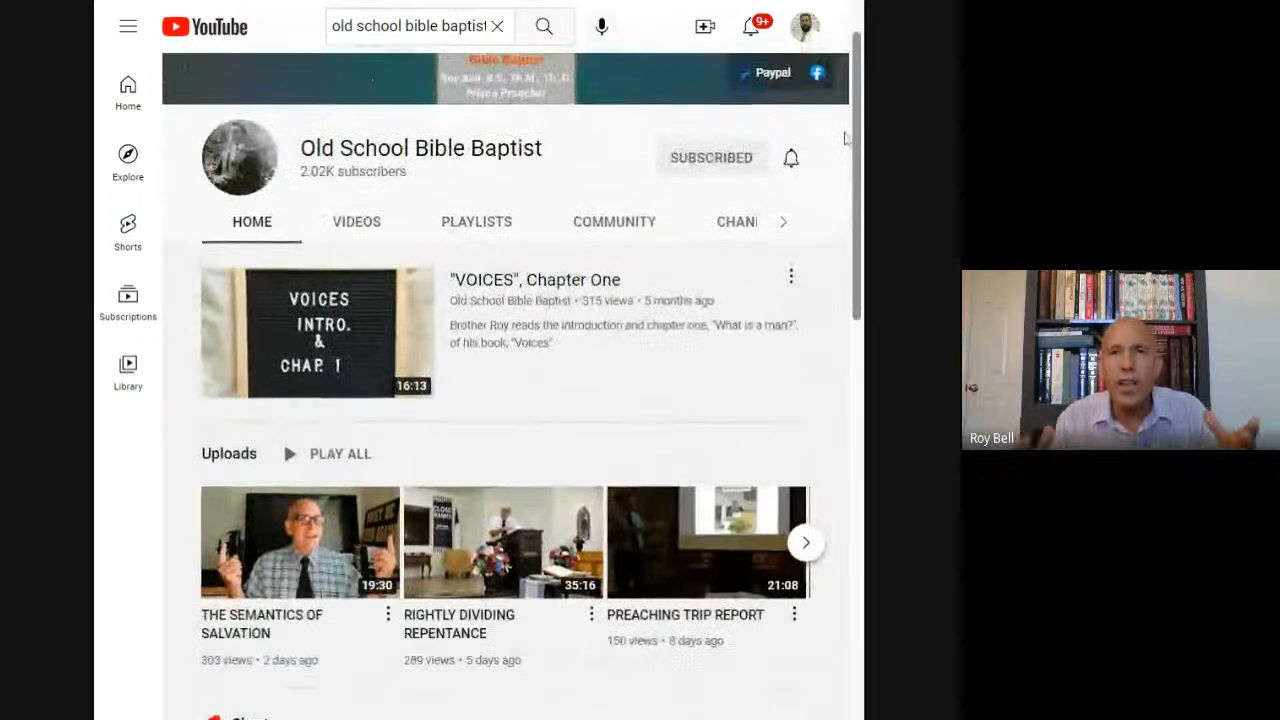 YouTube
old school bible baptist
9+
Bible Baptist
Paypal
Home
Explore
Shorts
Subscriptions
Library
Old School Bible Baptist
2.02K subscribers
SUBSCRIBED
HOME
VIDEOS
PLAYLISTS
COMMUNITY
CHAN
VOICES
INTRO.
&
CHAP. 1
16:13
"VOICES", Chapter One
Old School Bible Baptist • 315 views • 5 months ago
Brother Roy reads the introduction and chapter one, "What is a man?".
of his book, "Voices"
Uploads
PLAY ALL
19:30
35:16
21:08
THE SEMANTICS OF
SALVATION
303 views • 2 days ago
RIGHTLY DIVIDING
REPENTANCE
289 views • 5 days ago
PREACHING TRIP REPORT
150 views • 8 days ago
Roy Bell